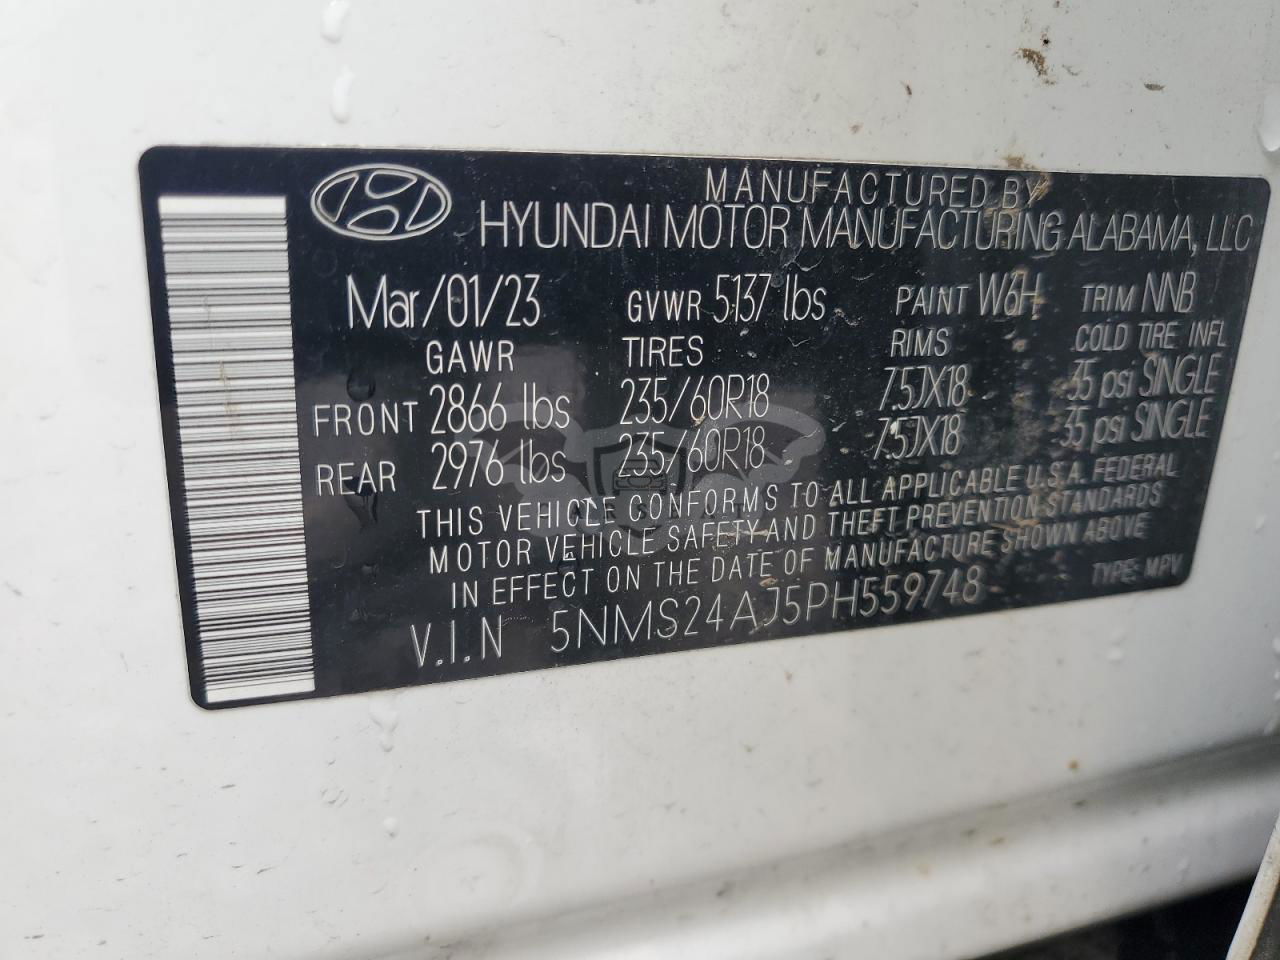 MANUFACTURED BY
HYUNDAI MOTOR MANUFACTURING ALABAMA, LLC
Mar/01/23 GVWR 5137 lbs PAINT W6H TRIM NNB
GAWR TIRES RIMS COLD TIRE INFL
FRONT 2866 lbs 235/60R18 7.5JX18 35 psi SINGLE
REAR 2976 lbs 235/60R18 7.5JX18 35 psi SINGLE
THIS VEHICLE CONFORMS TO ALL APPLICABLE U.S.A. FEDERAL
MOTOR VEHICLE SAFETY AND THEFT PREVENTION STANDARDS
IN EFFECT ON THE DATE OF MANUFACTURE SHOWN ABOVE
V.I.N 5NMS24AJ5PH559748 TYPE: MPV